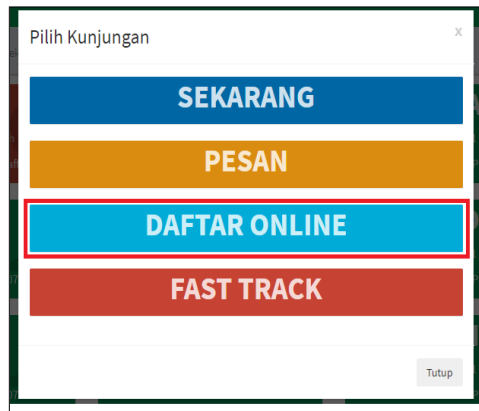 Pilih Kunjungan
x
SEKARANG
PESAN
DAFTAR ONLINE
FAST TRACK
Tutup